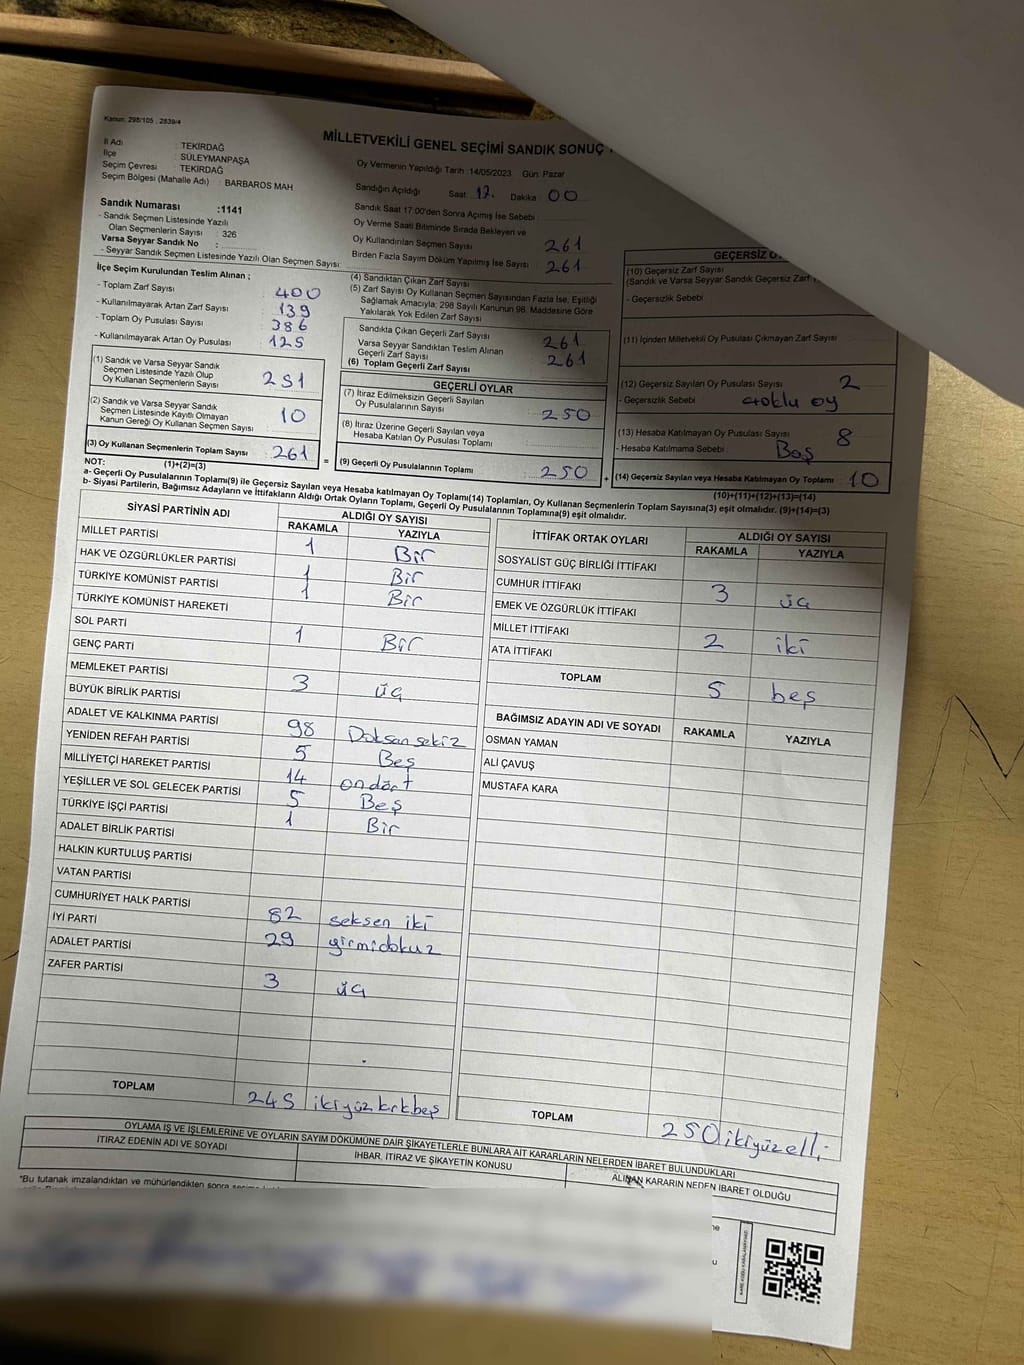 Kanun: 298/105 , 2839/4
MİLLETVEKİLİ GENEL SEÇİMİ SANDIK SONUÇ
İl Adı : TEKİRDAĞ
İlçe : SÜLEYMANPAŞA
Seçim Çevresi : TEKİRDAĞ
Seçim Bölgesi (Mahalle Adı) : BARBAROS MAH
Oy Vermenin Yapıldığı Tarih :14/05/2023 Gün: Pazar
Sandığın Açıldığı Saat 17. Dakika 00
Sandık Saat 17:00'den Sonra Açılmış İse Sebebi :
Oy Verme Saati Bitiminde Sırada Bekleyen ve
Oy Kullandırılan Seçmen Sayısı 261
Birden Fazla Sayım Döküm Yapılmış İse Sayısı : 261
Sandık Numarası :1141
- Sandık Seçmen Listesinde Yazılı
Olan Seçmenlerin Sayısı : 326
Varsa Seyyar Sandık No :
- Seyyar Sandık Seçmen Listesinde Yazılı Olan Seçmen Sayısı:
İlçe Seçim Kurulundan Teslim Alınan ;
- Toplam Zarf Sayısı : 400
- Kullanılmayarak Artan Zarf Sayısı : 139
- Toplam Oy Pusulası Sayısı : 386
- Kullanılmayarak Artan Oy Pusulası : 125
(1) Sandık ve Varsa Seyyar Sandık
Seçmen Listesinde Yazılı Olup
Oy Kullanan Seçmenlerin Sayısı : 251
(2) Sandık ve Varsa Seyyar Sandık
Seçmen Listesinde Kayıtlı Olmayan
Kanun Gereği Oy Kullanan Seçmen Sayısı : 10
(3) Oy Kullanan Seçmenlerin Toplam Sayısı : 261
(1)+(2)=(3)
(4) Sandıktan Çıkan Zarf Sayısı
(5) Zarf Sayısı Oy Kullanan Seçmen Sayısından Fazla İse, Eşitliği
Sağlamak Amacıyla; 298 Sayılı Kanunun 98. Maddesine Göre
Yakılarak Yok Edilen Zarf Sayısı
Sandıkta Çıkan Geçerli Zarf Sayısı 261
Varsa Seyyar Sandıktan Teslim Alınan
Geçerli Zarf Sayısı 261
(6) Toplam Geçerli Zarf Sayısı
GEÇERLİ OYLAR
(7) İtiraz Edilmeksizin Geçerli Sayılan
Oy Pusulalarının Sayısı : 250
(8) İtiraz Üzerine Geçerli Sayılan veya
Hesaba Katılan Oy Pusulası Toplamı
= (9) Geçerli Oy Pusulalarının Toplamı : 250
GEÇERSİZ O
(10) Geçersiz Zarf Sayısı
(Sandık ve Varsa Seyyar Sandık Geçersiz Zarf
- Geçersizlik Sebebi
(11) İçinden Milletvekili Oy Pusulası Çıkmayan Zarf Sayısı
(12) Geçersiz Sayılan Oy Pusulası Sayısı 2
- Geçersizlik Sebebi çoklu oy
(13) Hesaba Katılmayan Oy Pusulası Sayısı 8
- Hesaba Katılmama Sebebi : Boş
+ (14) Geçersiz Sayılan veya Hesaba Katılmayan Oy Toplamı : 10
(10)+(11)+(12)+(13)=(14)
NOT:
a- Geçerli Oy Pusulalarının Toplamı(9) ile Geçersiz Sayılan veya Hesaba katılmayan Oy Toplamı(14) Toplamları, Oy Kullanan Seçmenlerin Toplam Sayısına(3) eşit olmalıdır. (9)+(14)=(3)
b- Siyasi Partilerin, Bağımsız Adayların ve İttifakların Aldığı Ortak Oyların Toplamı, Geçerli Oy Pusulalarının Toplamına(9) eşit olmalıdır.
SİYASİ PARTİNİN ADI ALDIĞI OY SAYISI
RAKAMLA YAZIYLA
MİLLET PARTİSİ 1 Bir
HAK VE ÖZGÜRLÜKLER PARTİSİ 1 Bir
TÜRKİYE KOMÜNİST PARTİSİ 1 Bir
TÜRKİYE KOMÜNİST HAREKETİ
SOL PARTİ 1 Bir
GENÇ PARTİ
MEMLEKET PARTİSİ 3 üç
BÜYÜK BİRLİK PARTİSİ
ADALET VE KALKINMA PARTİSİ 98 Doksan sekiz
YENİDEN REFAH PARTİSİ 5 Beş
MİLLİYETÇİ HAREKET PARTİSİ 14 ondört
YEŞİLLER VE SOL GELECEK PARTİSİ 5 Beş
TÜRKİYE İŞÇİ PARTİSİ 1 Bir
ADALET BİRLİK PARTİSİ
HALKIN KURTULUŞ PARTİSİ
VATAN PARTİSİ
CUMHURİYET HALK PARTİSİ 82 seksen iki
İYİ PARTİ 29 yirmidokuz
ADALET PARTİSİ
ZAFER PARTİSİ 3 üç
TOPLAM 245 ikiyüzkırkbeş
İTTİFAK ORTAK OYLARI ALDIĞI OY SAYISI
RAKAMLA YAZIYLA
SOSYALİST GÜÇ BİRLİĞİ İTTİFAKI
CUMHUR İTTİFAKI 3 üç
EMEK VE ÖZGÜRLÜK İTTİFAKI
MİLLET İTTİFAKI 2 iki
ATA İTTİFAKI
TOPLAM 5 beş
BAĞIMSIZ ADAYIN ADI VE SOYADI RAKAMLA YAZIYLA
OSMAN YAMAN
ALİ ÇAVUŞ
MUSTAFA KARA
TOPLAM 250 ikiyüzelli
OYLAMA İŞ VE İŞLEMLERİNE VE OYLARIN SAYIM DÖKÜMÜNE DAİR ŞİKAYETLERLE BUNLARA AİT KARARLARIN NELERDEN İBARET BULUNDUKLARI
İTİRAZ EDENİN ADI VE SOYADI İHBAR, İTİRAZ VE ŞİKAYETİN KONUSU ALINAN KARARIN NEDEN İBARET OLDUĞU
*Bu tutanak imzalandıktan ve mühürlendikten sonra